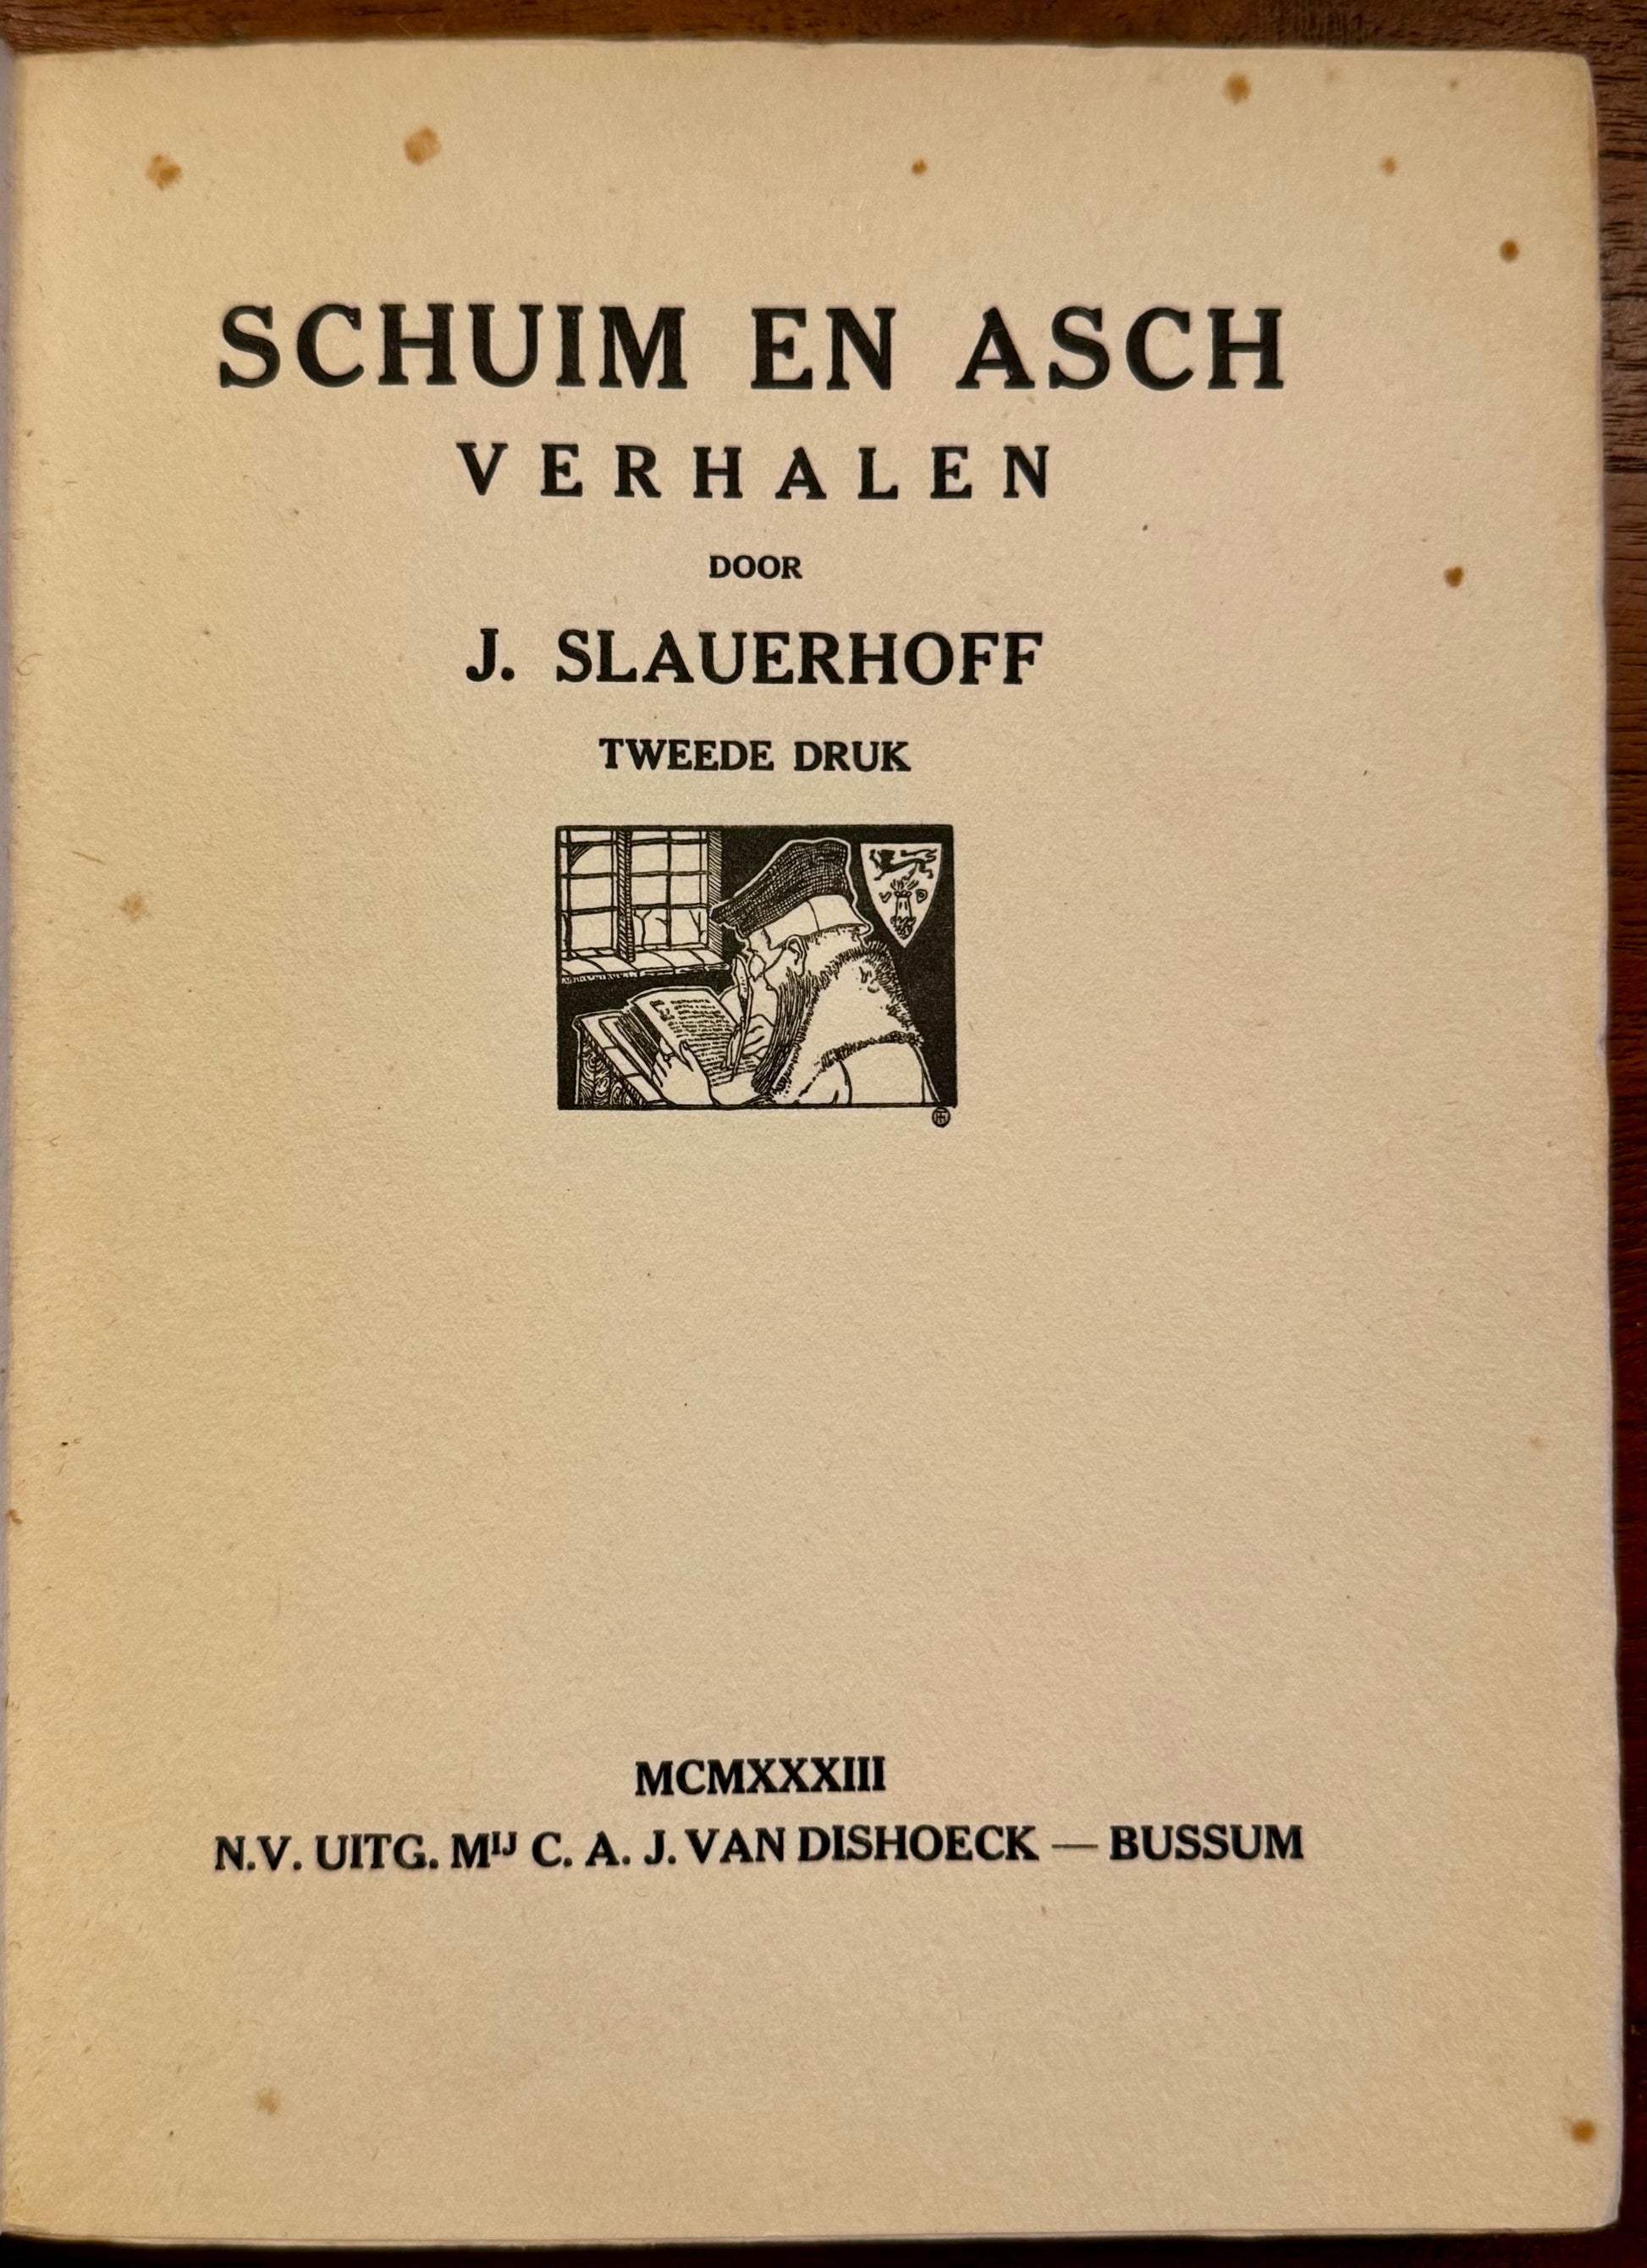 SCHUIM EN ASCH
VERHALEN
DOOR
J. SLAUERHOFF
TWEEDE DRUK
MCMXXXIII
N.V. UITG. MIJ C. A. J. VAN DISHOECK — BUSSUM